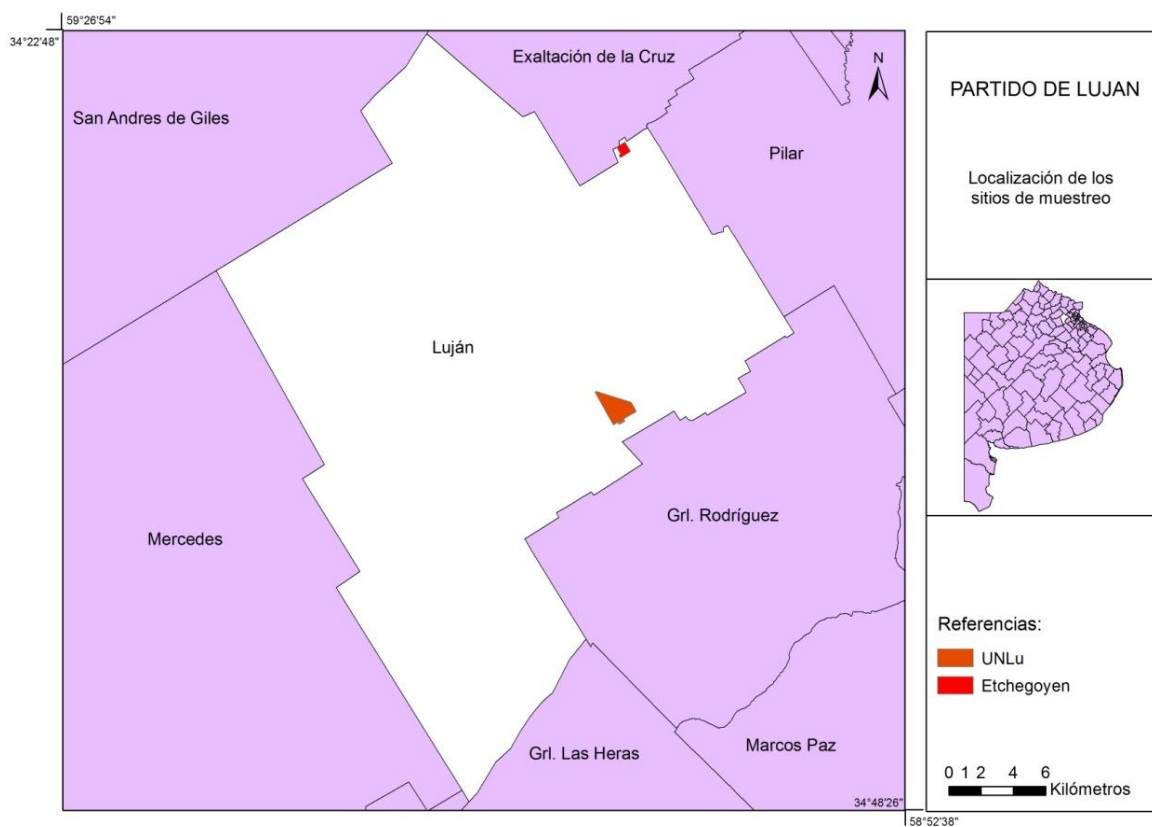 59°26'54"
34°22'48"
Exaltación de la Cruz
N
San Andres de Giles
Pilar
Luján
Grl. Rodríguez
Mercedes
Grl. Las Heras
Marcos Paz
34°48'26"
58°52'38"
PARTIDO DE LUJAN
Localización de los
sitios de muestreo
Referencias:
UNLu
Etchegoyen
0 1 2 4 6
Kilómetros